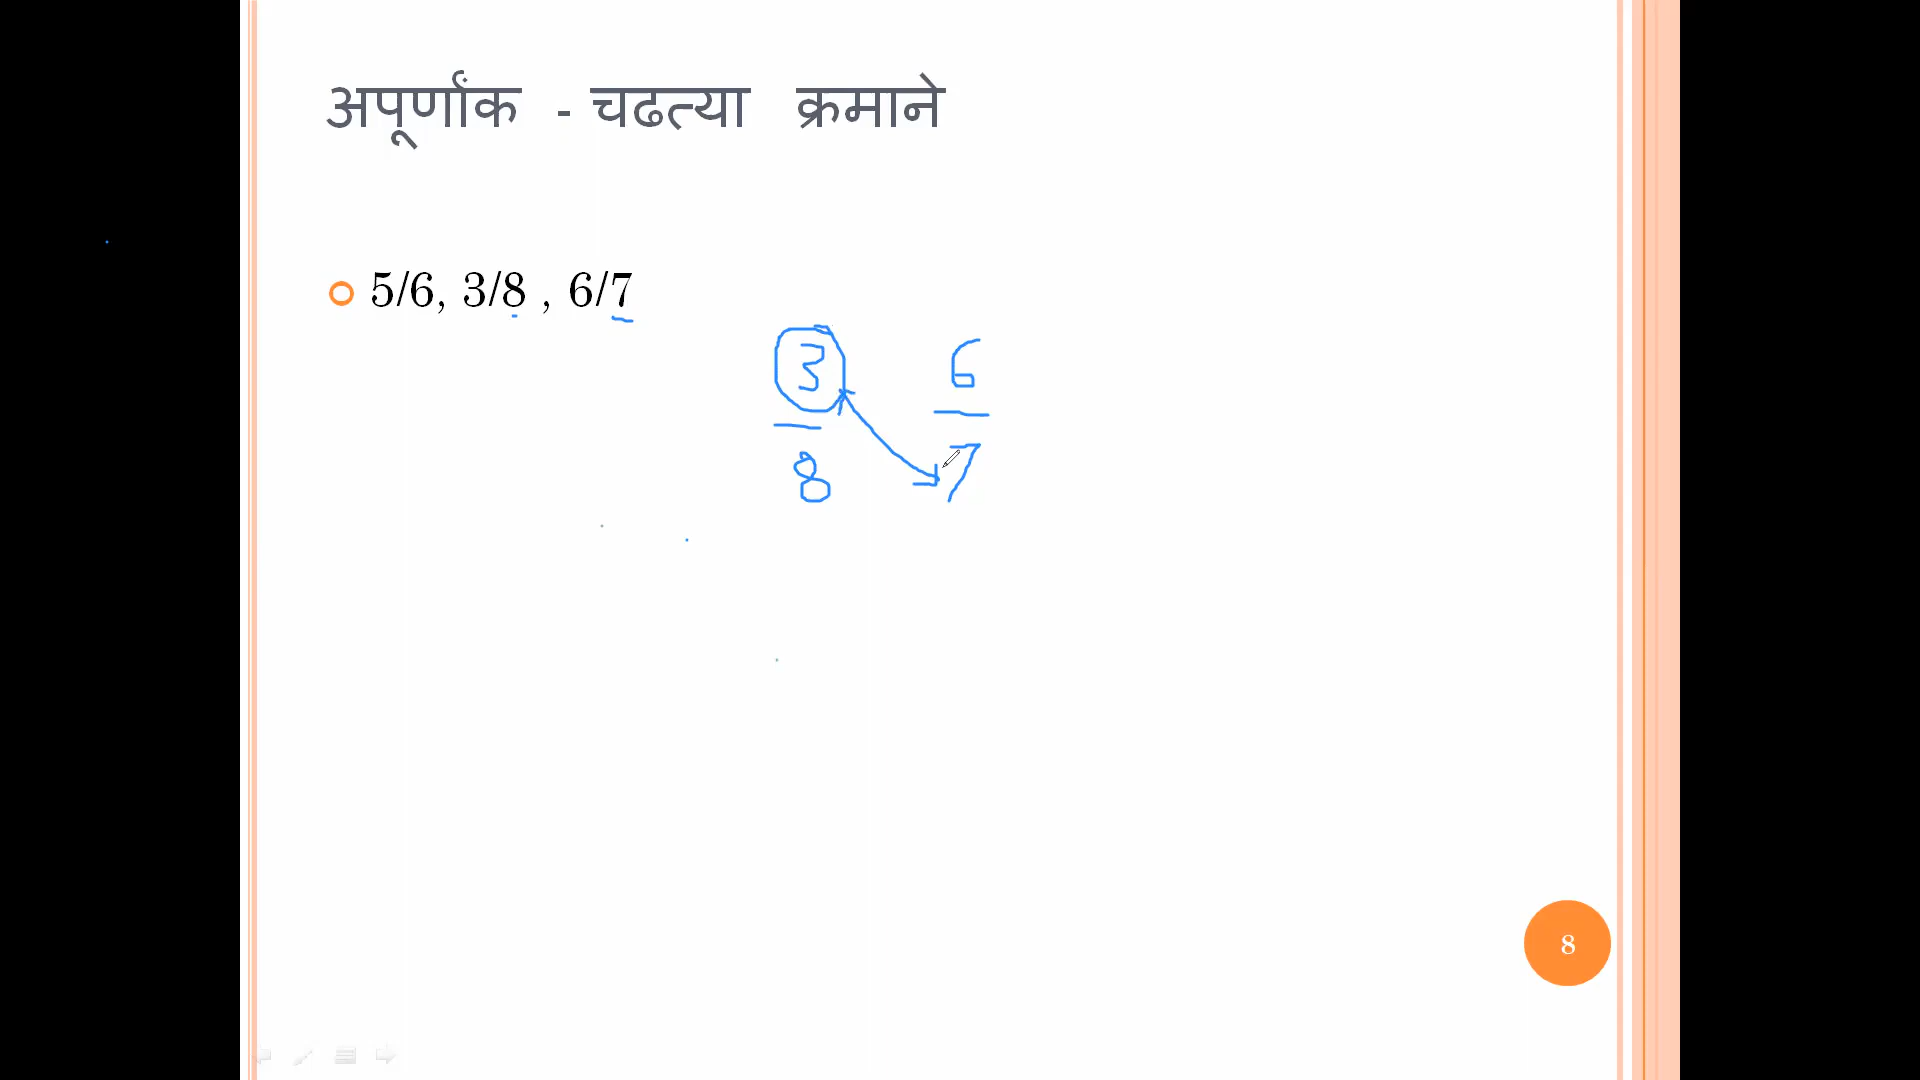 अपूर्णांक - चढत्या क्रमाने
5/6, 3/8 , 6/7
3 6
8 7
8